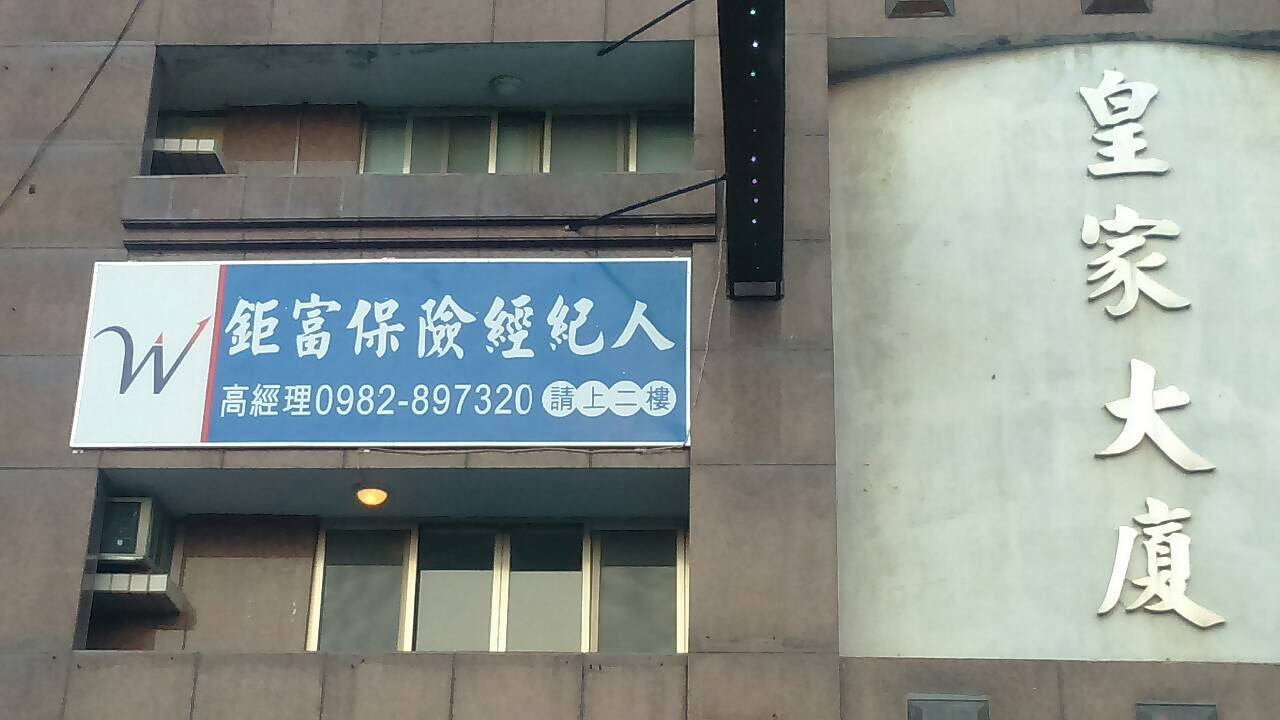 鉅富保險經紀人
高經理0982-897320 請上二樓
W
皇家大廈